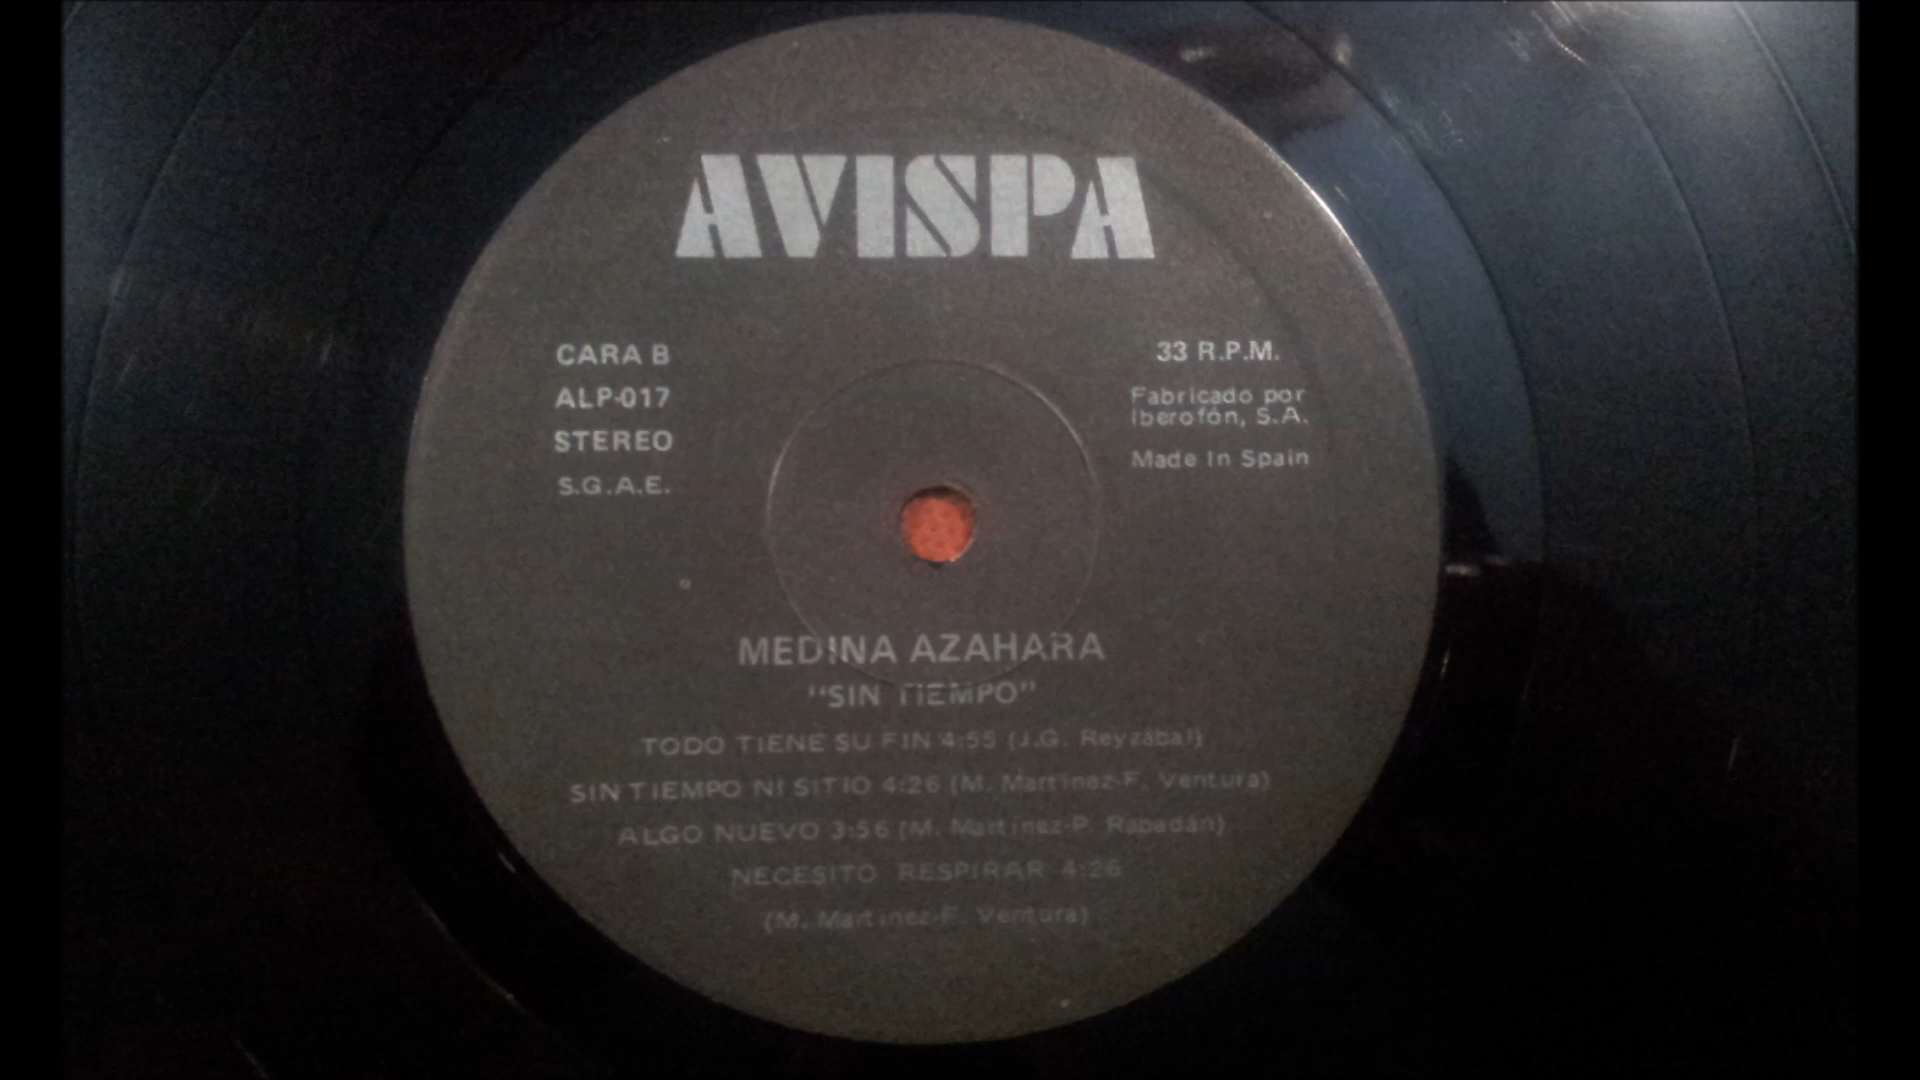 AVISPA
CARA B
ALP-017
STEREO
S.G.A.E.
33 R.P.M.
Fabricado por
Iberofón, S.A.
Made In Spain
MEDINA AZAHARA
"SIN TIEMPO"
TODO TIENE SU FIN 4:55 (J.G. Reyzábal)
SIN TIEMPO NI SITIO 4:26 (M. Martínez-F. Ventura)
ALGO NUEVO 3:56 (M. Martínez-P. Rabadán)
NECESITO RESPIRAR 4:26
(M. Martínez-F. Ventura)